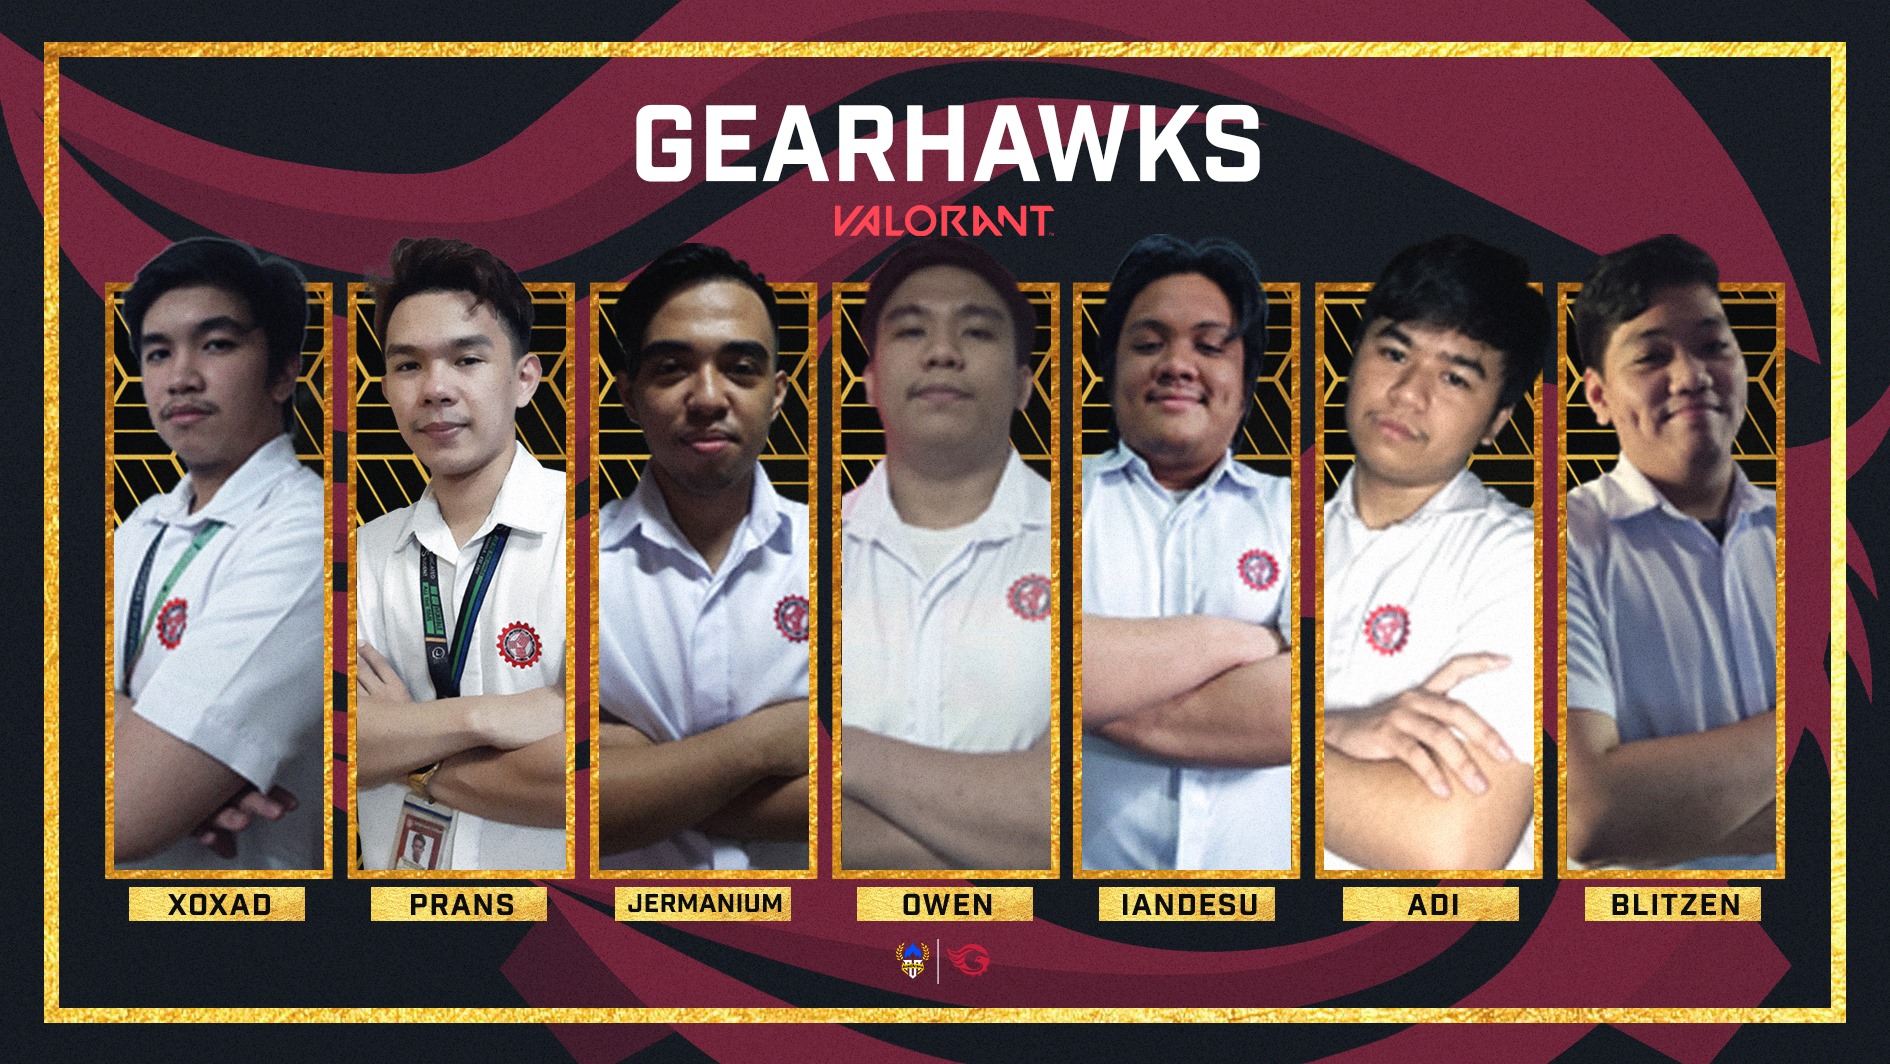 GEARHAWKS
VALORANT
XOXAD
PRANS
JERMANIUM
OWEN
IANDESU
ADI
BLITZEN